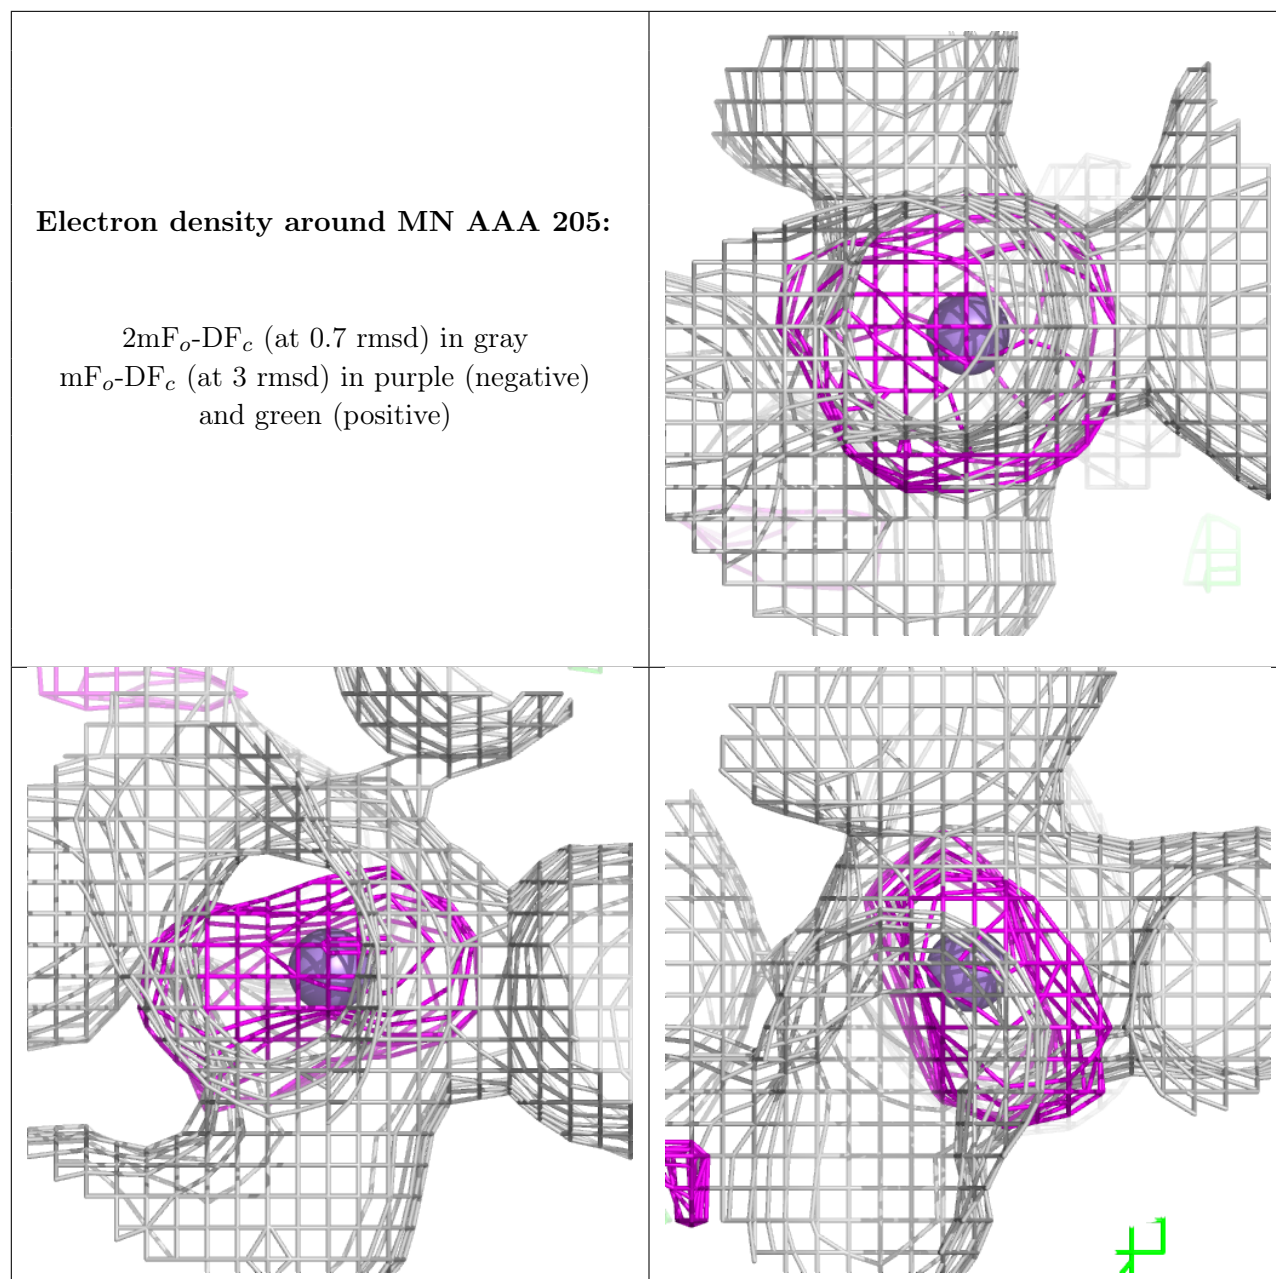 Electron density around MN AAA 205:
2mFo-DFc (at 0.7 rmsd) in gray
mFo-DFc (at 3 rmsd) in purple (negative)
and green (positive)